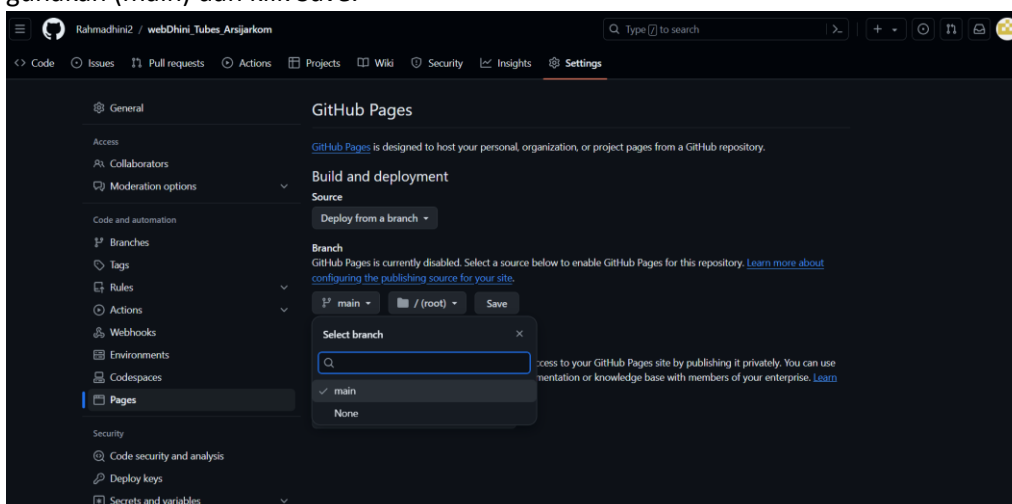 gunakan (main) dan klik Save.
Rahmadhini2 / webDhini_Tubes_Arsijarkom
Type / to search
Code Issues Pull requests Actions Projects Wiki Security Insights Settings
General
Access
Collaborators
Moderation options
Code and automation
Branches
Tags
Rules
Actions
Webhooks
Environments
Codespaces
Pages
Security
Code security and analysis
Deploy keys
Secrets and variables
GitHub Pages
GitHub Pages is designed to host your personal, organization, or project pages from a GitHub repository.
Build and deployment
Source
Deploy from a branch
Branch
GitHub Pages is currently disabled. Select a source below to enable GitHub Pages for this repository. Learn more about
configuring the publishing source for your site.
main / (root) Save
Select branch
main
None
to your GitHub Pages site by publishing it privately. You can use
or knowledge base with members of your enterprise. Learn